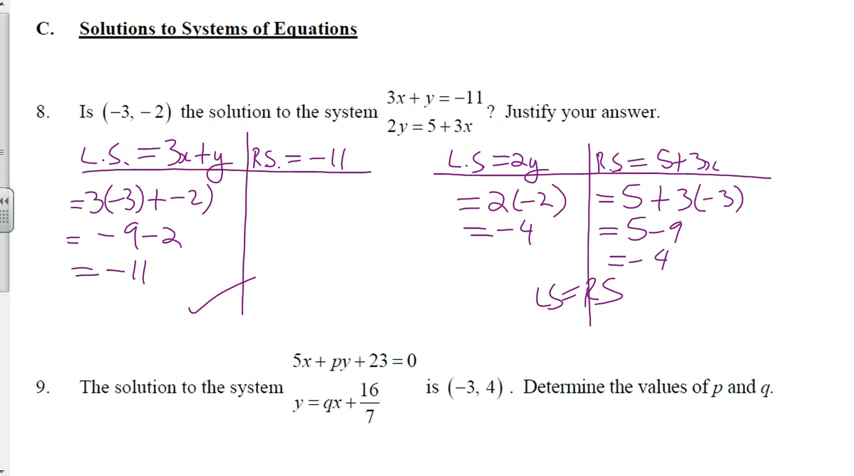 C. Solutions to Systems of Equations
3x + y = −11
8. Is (−3, −2) the solution to the system ? Justify your answer.
2y = 5 + 3x
L.S. = 3x + y R.S. = −11
= 3(−3) + −2)
= −9 − 2
= −11
✓
L.S = 2y R.S = 5 + 3x
= 2(−2) = 5 + 3(−3)
= −4 = 5 − 9
= −4
LS = RS
5x + py + 23 = 0
9. The solution to the system is (−3, 4). Determine the values of p and q.
y = qx + 16/7